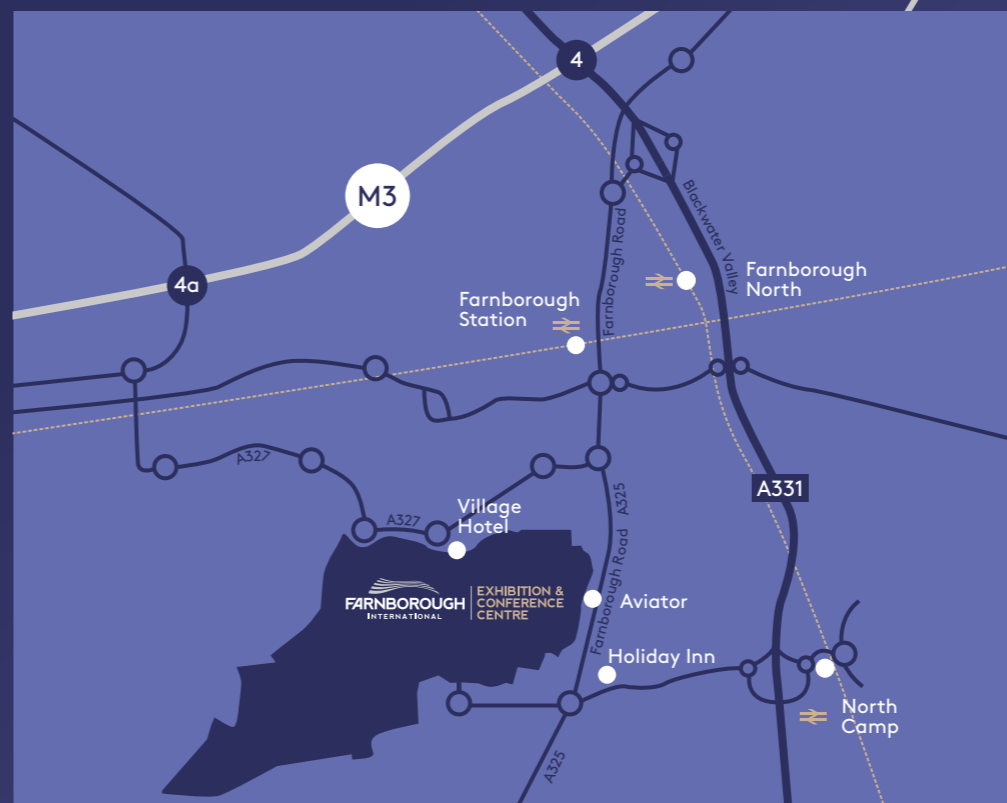 4
M3
Farnborough Road
Blackwater Valley
4a
Farnborough
North
Farnborough
Station
A327
A325
A331
Village
Hotel
A327
FARNBOROUGH
INTERNATIONAL
EXHIBITION &
CONFERENCE
CENTRE
Farnborough Road
Aviator
Holiday Inn
North
Camp
A325